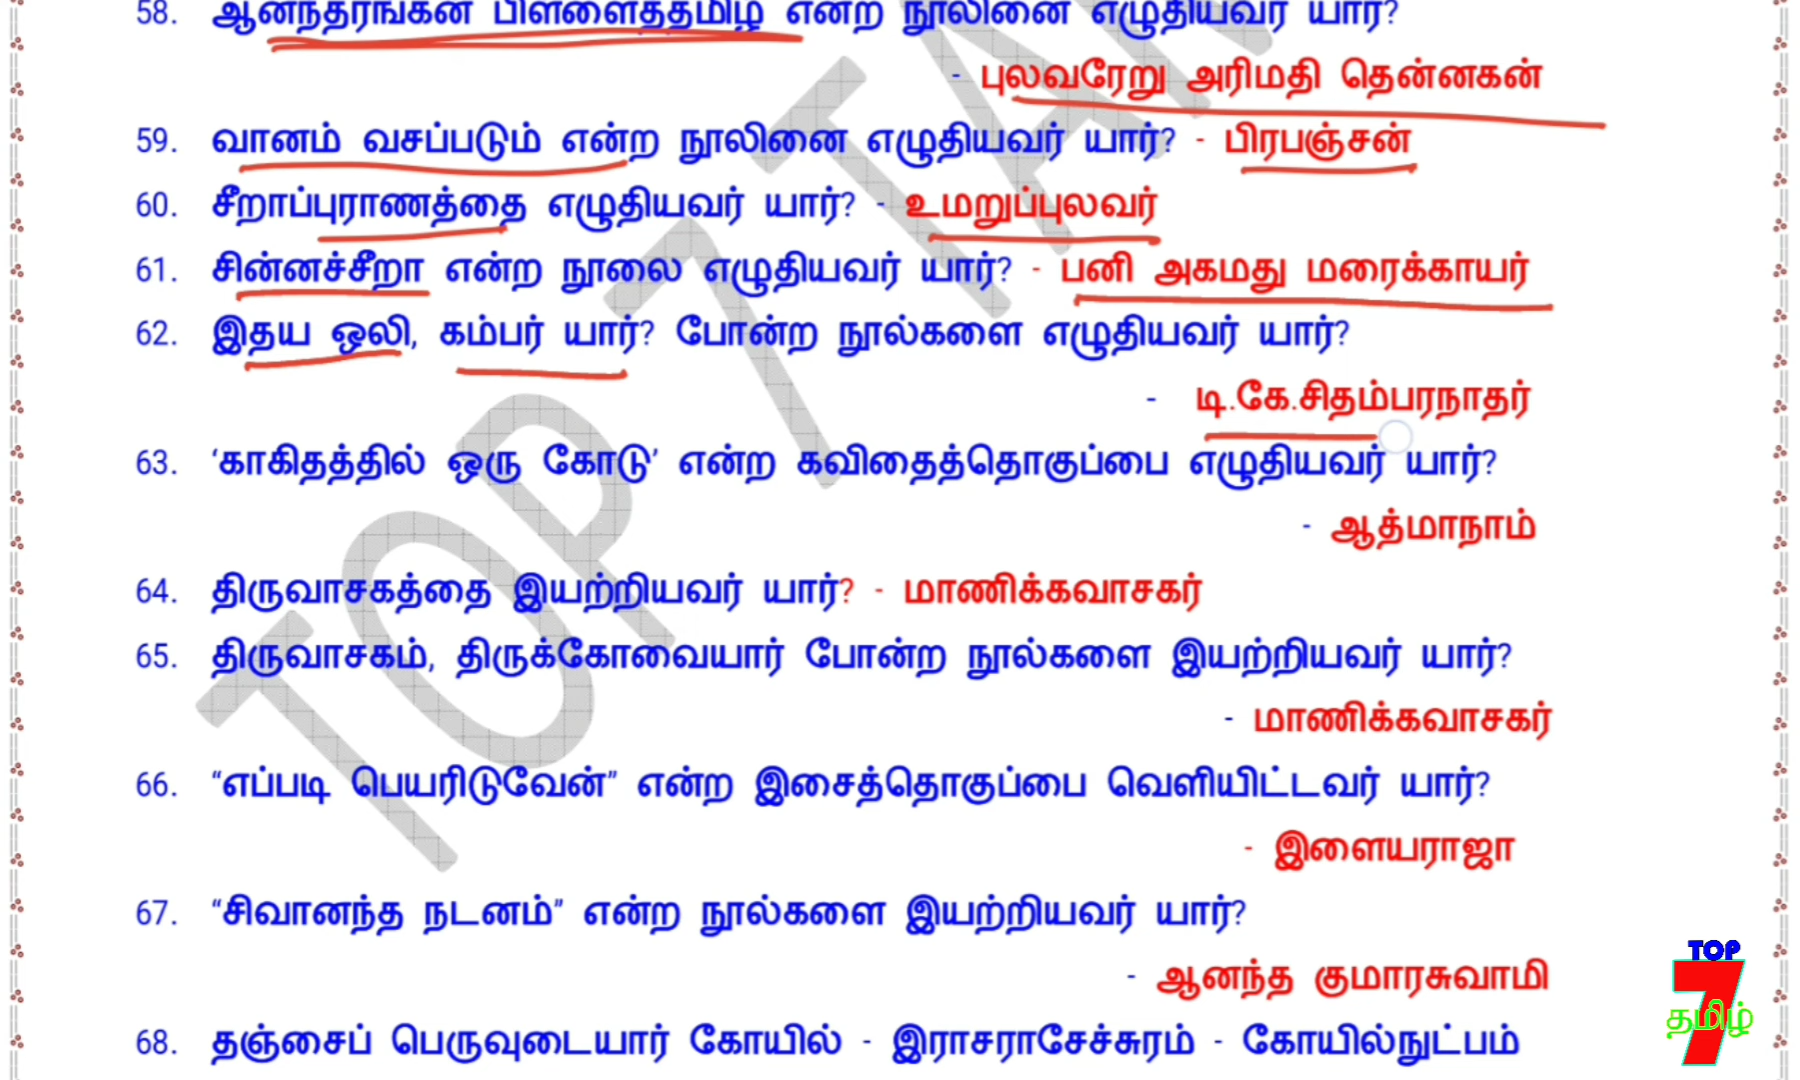 58. ஆனந்தரங்கன் பிள்ளைத்தமிழ் என்ற நூலினை எழுதியவர் யார்?
- புலவரேறு அரிமதி தென்னகன்
59. வானம் வசப்படும் என்ற நூலினை எழுதியவர் யார்? - பிரபஞ்சன்
60. சீறாப்புராணத்தை எழுதியவர் யார்? - உமறுப்புலவர்
61. சின்னச்சீறா என்ற நூலை எழுதியவர் யார்? - பனி அகமது மரைக்காயர்
62. இதய ஒலி, கம்பர் யார்? போன்ற நூல்களை எழுதியவர் யார்?
- டி.கே.சிதம்பரநாதர்
63. ‘காகிதத்தில் ஒரு கோடு’ என்ற கவிதைத்தொகுப்பை எழுதியவர் யார்?
- ஆத்மாநாம்
64. திருவாசகத்தை இயற்றியவர் யார்? - மாணிக்கவாசகர்
65. திருவாசகம், திருக்கோவையார் போன்ற நூல்களை இயற்றியவர் யார்?
- மாணிக்கவாசகர்
66. “எப்படி பெயரிடுவேன்” என்ற இசைத்தொகுப்பை வெளியிட்டவர் யார்?
- இளையராஜா
67. “சிவானந்த நடனம்” என்ற நூல்களை இயற்றியவர் யார்?
- ஆனந்த குமாரசுவாமி
68. தஞ்சைப் பெருவுடையார் கோயில் - இராசராசேச்சுரம் - கோயில்நுட்பம்
TOP 7 TA
TOP
7
தமிழ்